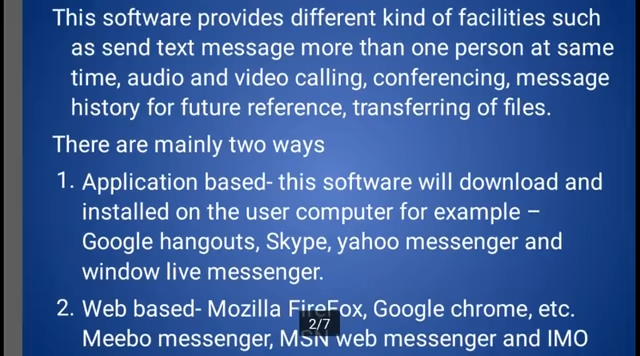 This software provides different kind of facilities such
as send text message more than one person at same
time, audio and video calling, conferencing, message
history for future reference, transferring of files.
There are mainly two ways
1. Application based- this software will download and
installed on the user computer for example –
Google hangouts, Skype, yahoo messenger and
window live messenger.
2. Web based- Mozilla FireFox, Google chrome, etc.
2/7
Meebo messenger, MSN web messenger and IMO